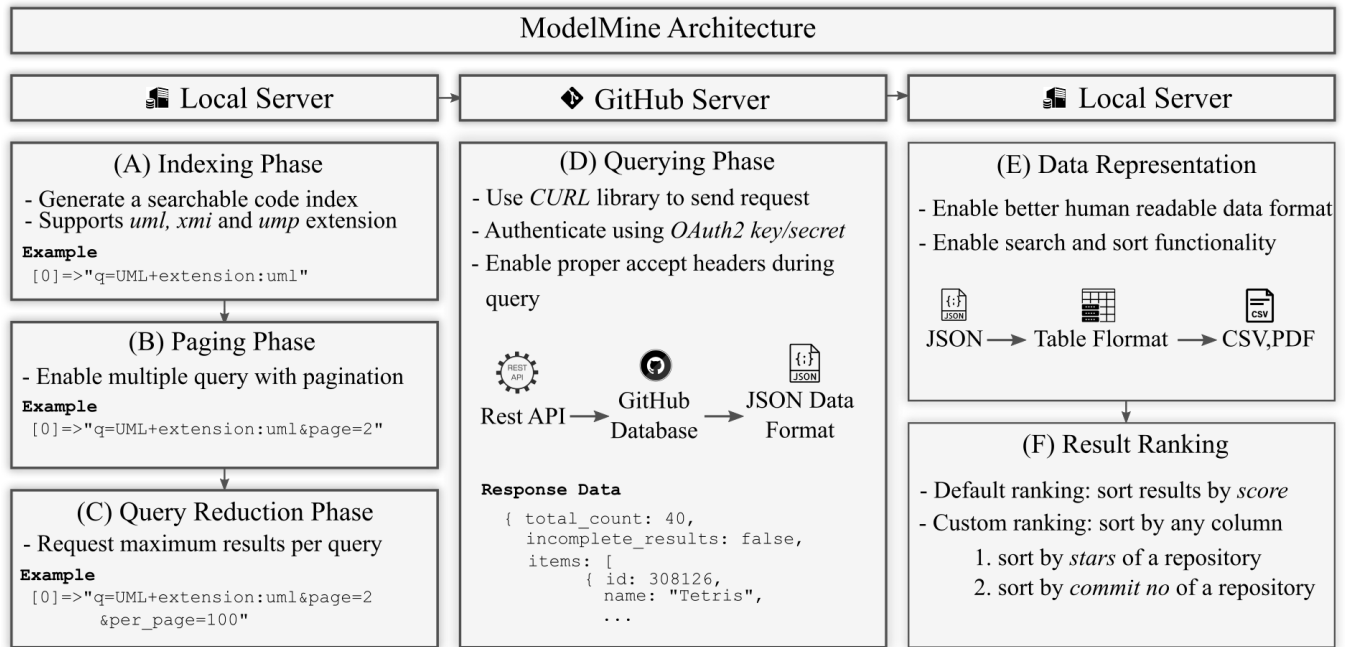 ModelMine Architecture
Local Server
GitHub Server
Local Server
(A) Indexing Phase
- Generate a searchable code index
- Supports uml, xmi and ump extension
Example
[0]=>"q=UML+extension:uml"
(B) Paging Phase
- Enable multiple query with pagination
Example
[0]=>"q=UML+extension:uml&page=2"
(C) Query Reduction Phase
- Request maximum results per query
Example
[0]=>"q=UML+extension:uml&page=2
&per_page=100"
(D) Querying Phase
- Use CURL library to send request
- Authenticate using OAuth2 key/secret
- Enable proper accept headers during
query
REST
API
{;}
JSON
Rest API
GitHub
Database
JSON Data
Format
Response Data
{ total_count: 40,
incomplete_results: false,
items: [
{ id: 308126,
name: "Tetris",
...
(E) Data Representation
- Enable better human readable data format
- Enable search and sort functionality
{;}
JSON
CSV
JSON
Table Flormat
CSV,PDF
(F) Result Ranking
- Default ranking: sort results by score
- Custom ranking: sort by any column
1. sort by stars of a repository
2. sort by commit no of a repository